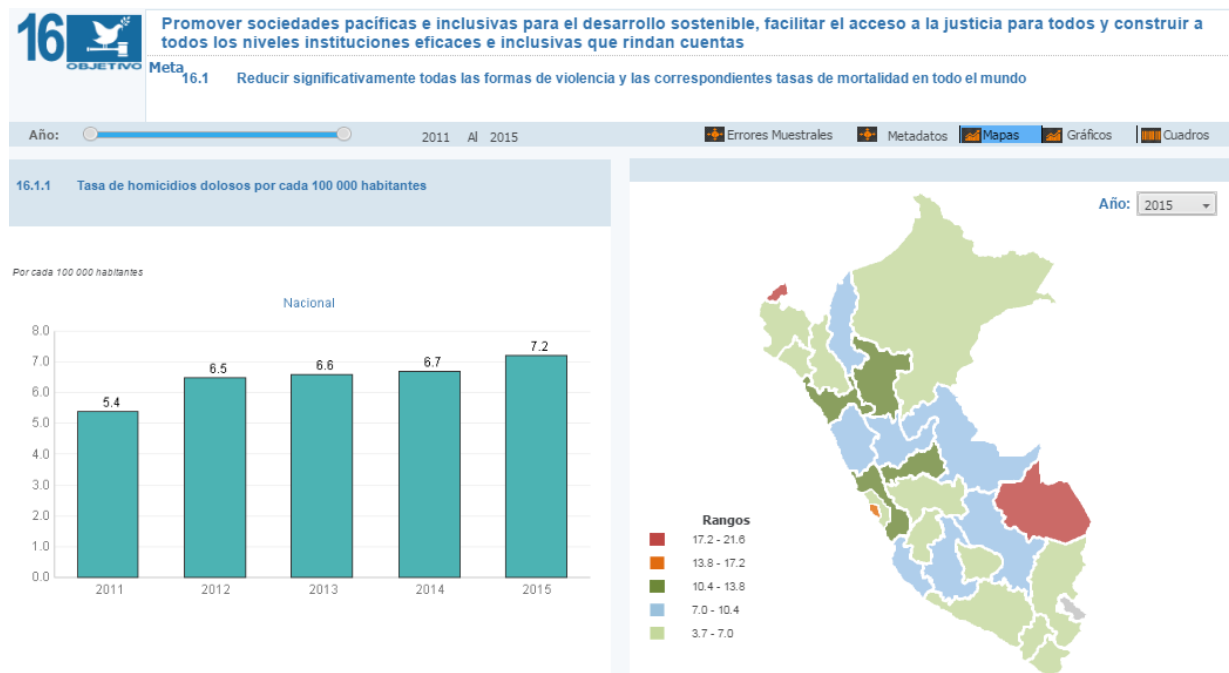 16
OBJETIVO
Promover sociedades pacíficas e inclusivas para el desarrollo sostenible, facilitar el acceso a la justicia para todos y construir a
todos los niveles instituciones eficaces e inclusivas que rindan cuentas
Meta
16.1 Reducir significativamente todas las formas de violencia y las correspondientes tasas de mortalidad en todo el mundo
Año: 2011 Al 2015 Errores Muestrales Metadatos Mapas Gráficos Cuadros
16.1.1 Tasa de homicidios dolosos por cada 100 000 habitantes
Por cada 100 000 habitantes
Nacional
8.0
7.0
6.0
5.0
4.0
3.0
2.0
1.0
0.0
5.4
6.5
6.6
6.7
7.2
2011 2012 2013 2014 2015
Año: 2015
Rangos
17.2 - 21.6
13.8 - 17.2
10.4 - 13.8
7.0 - 10.4
3.7 - 7.0